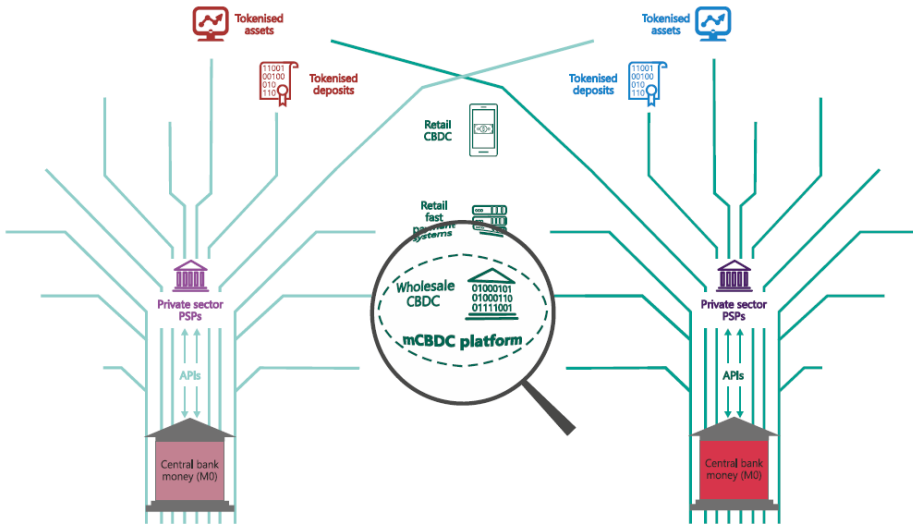 Tokenised
assets
Tokenised
assets
11001
00100
010
110
Tokenised
deposits
Tokenised
deposits
11001
00100
010
110
Retail
CBDC
Retail
fast
payment
systems
Wholesale
CBDC
01000101
01000110
01111001
mCBDC platform
Private sector
PSPs
Private sector
PSPs
APIs
APIs
Central bank
money (M0)
Central bank
money (M0)